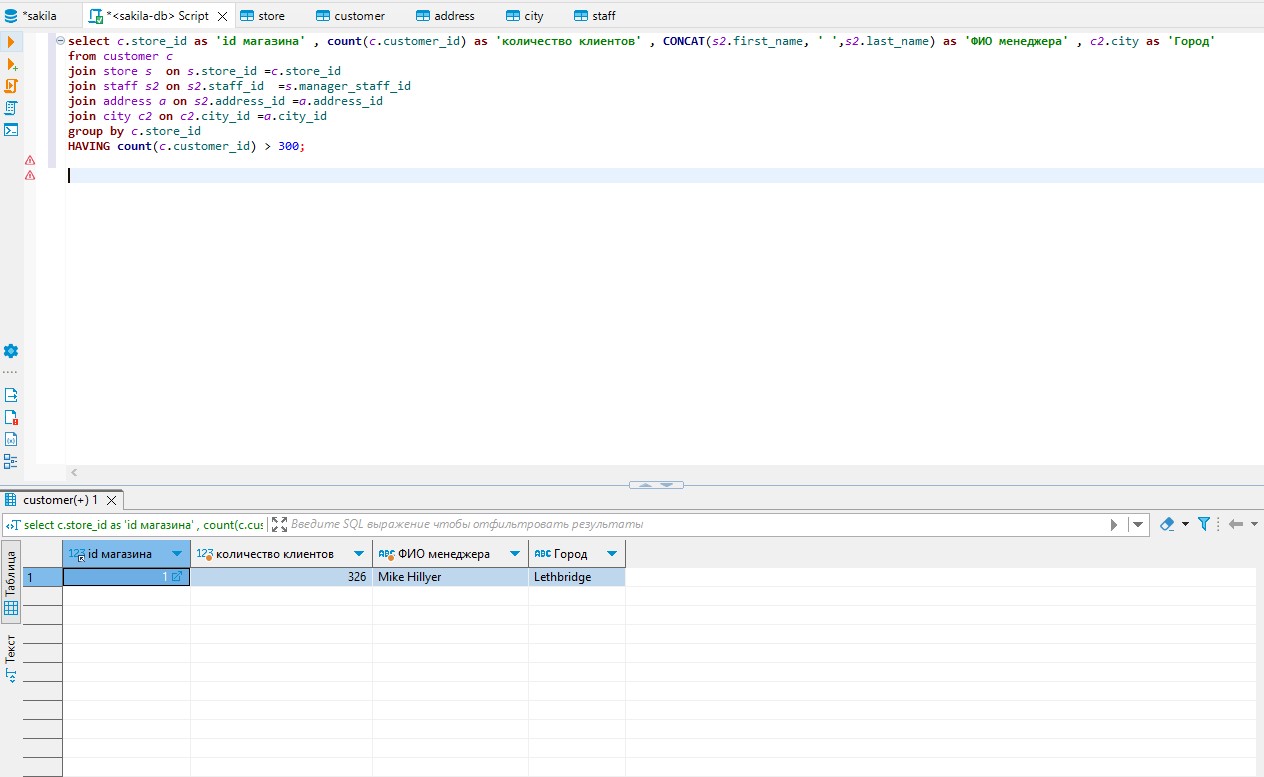 *sakila *<sakila-db> Script store customer address city staff
select c.store_id as 'id магазина' , count(c.customer_id) as 'количество клиентов' , CONCAT(s2.first_name, ' ',s2.last_name) as 'ФИО менеджера' , c2.city as 'Город'
from customer c
join store s  on s.store_id =c.store_id
join staff s2 on s2.staff_id  =s.manager_staff_id
join address a on s2.address_id =a.address_id
join city c2 on c2.city_id =a.city_id
group by c.store_id
HAVING count(c.customer_id) > 300;
customer(+) 1
select c.store_id as 'id магазина' , count(c.cus Введите SQL выражение чтобы отфильтровать результаты
Таблица
Текст
123 id магазина 123 количество клиентов ABC ФИО менеджера ABC Город
1 1 326 Mike Hillyer Lethbridge